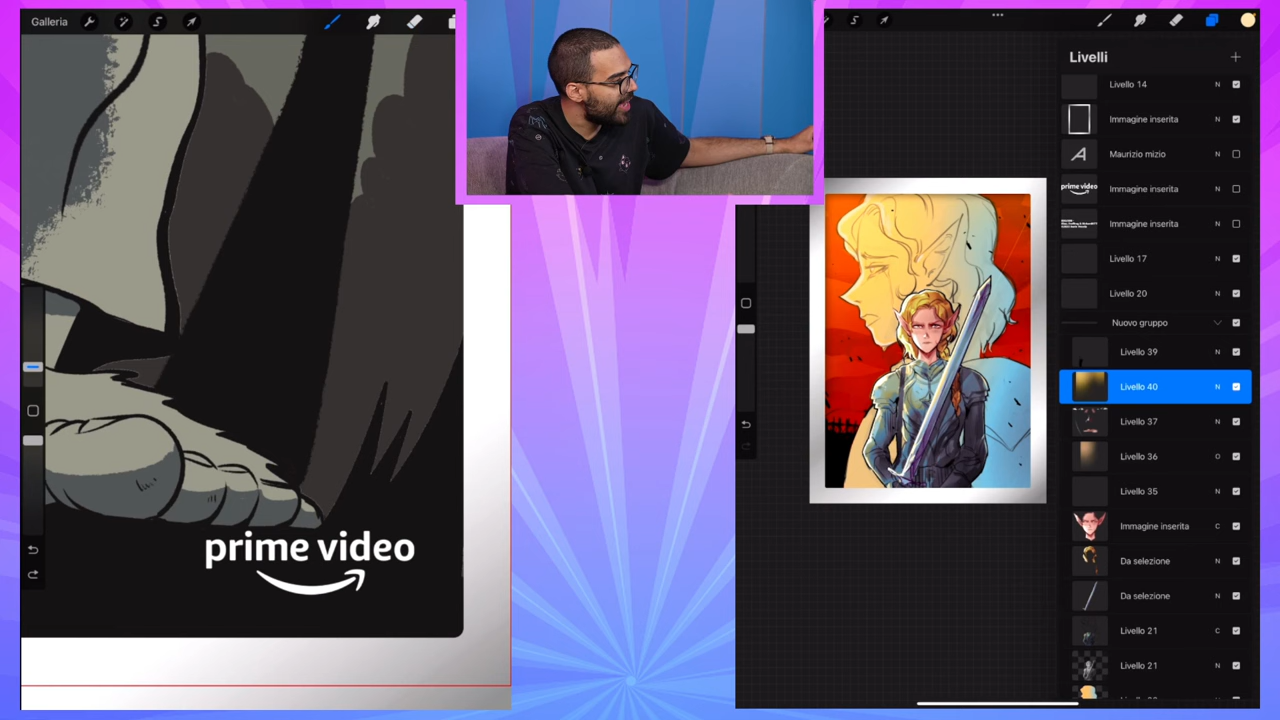 Galleria
prime video
Livelli
Livello 14 N
Immagine inserita N
Maurizio mizio N
prime video
Immagine inserita N
Immagine inserita N
Livello 17 N
Livello 20 N
Nuovo gruppo
Livello 39 N
Livello 40 N
Livello 37 N
Livello 36 O
Livello 35 N
Immagine inserita C
Da selezione N
Da selezione N
Livello 21 C
Livello 21 N